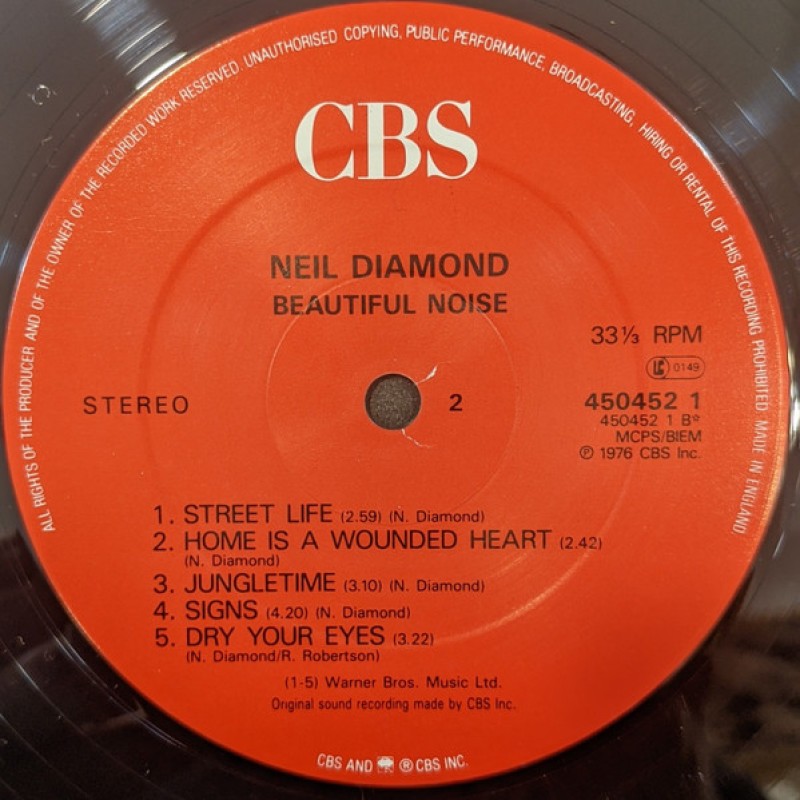 ALL RIGHTS OF THE PRODUCER AND OF THE OWNER OF THE RECORDED WORK RESERVED. UNAUTHORISED COPYING, PUBLIC PERFORMANCE, BROADCASTING, HIRING OR RENTAL OF THIS RECORDING PROHIBITED. MADE IN ENGLAND.
CBS
NEIL DIAMOND
BEAUTIFUL NOISE
33⅓ RPM
LC 0149
STEREO
2
450452 1
450452 1 Bº
MCPS/BIEM
℗ 1976 CBS Inc.
1. STREET LIFE (2.59) (N. Diamond)
2. HOME IS A WOUNDED HEART (2.42)
(N. Diamond)
3. JUNGLETIME (3.10) (N. Diamond)
4. SIGNS (4.20) (N. Diamond)
5. DRY YOUR EYES (3.22)
(N. Diamond/R. Robertson)
(1-5) Warner Bros. Music Ltd.
Original sound recording made by CBS Inc.
CBS AND ® CBS INC.